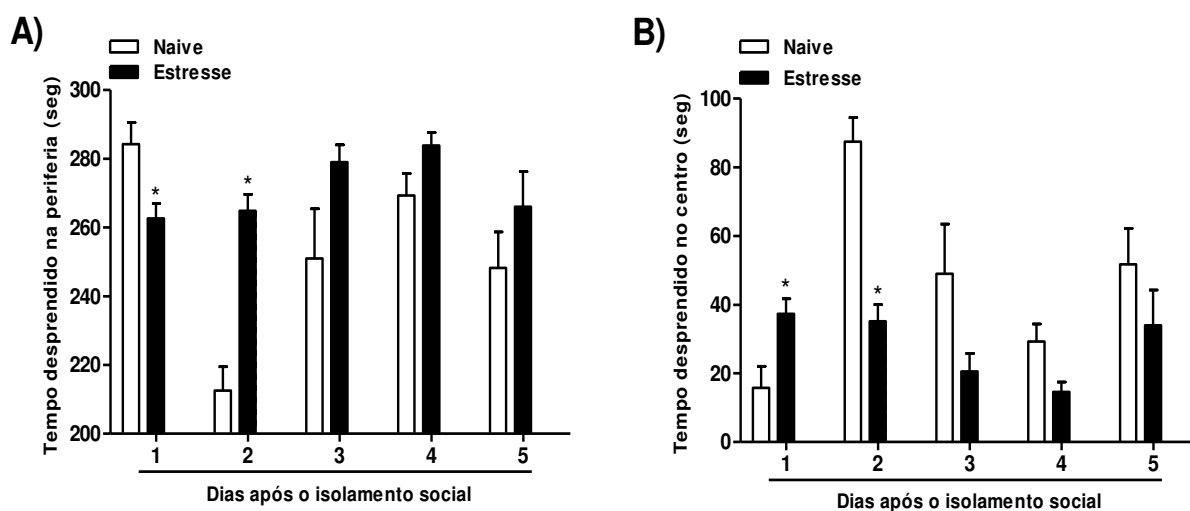 A)
Naive
Estresse
Tempo desprendido na periferia (seg)
300
280
260
240
220
200
*
*
1 2 3 4 5
Dias após o isolamento social
B)
Naive
Estresse
Tempo desprendido no centro (seg)
100
80
60
40
20
0
*
*
1 2 3 4 5
Dias após o isolamento social